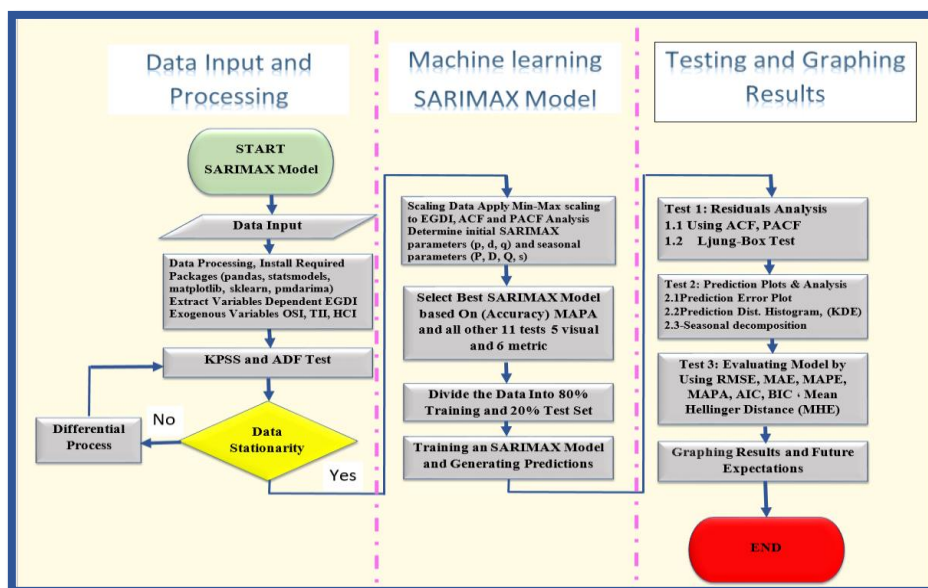 Data Input and
Processing
START
SARIMAX Model
Data Input
Data Processing, Install Required
Packages (pandas, statsmodels,
matplotlib, sklearn, pmdarima)
Extract Variables Dependent EGDI
Exogenous Variables OSI, TII, HCI
KPSS and ADF Test
Data
Stationarity
No
Differential
Process
Yes
Machine learning
SARIMAX Model
Scaling Data Apply Min-Max scaling
to EGDI, ACF and PACF Analysis
Determine initial SARIMAX
parameters (p, d, q) and seasonal
parameters (P, D, Q, s)
Select Best SARIMAX Model
based On (Accuracy) MAPA
and all other 11 tests 5 visual
and 6 metric
Divide the Data Into 80%
Training and 20% Test Set
Training an SARIMAX Model
and Generating Predictions
Testing and Graphing
Results
Test 1: Residuals Analysis
1.1 Using ACF, PACF
1.2 Ljung-Box Test
Test 2: Prediction Plots & Analysis
2.1Prediction Error Plot
2.2Prediction Dist. Histogram, (KDE)
2.3-Seasonal decomposition
Test 3: Evaluating Model by
Using RMSE, MAE, MAPE,
MAPA, AIC, BIC ، Mean
Hellinger Distance (MHE)
Graphing Results and Future
Expectations
END